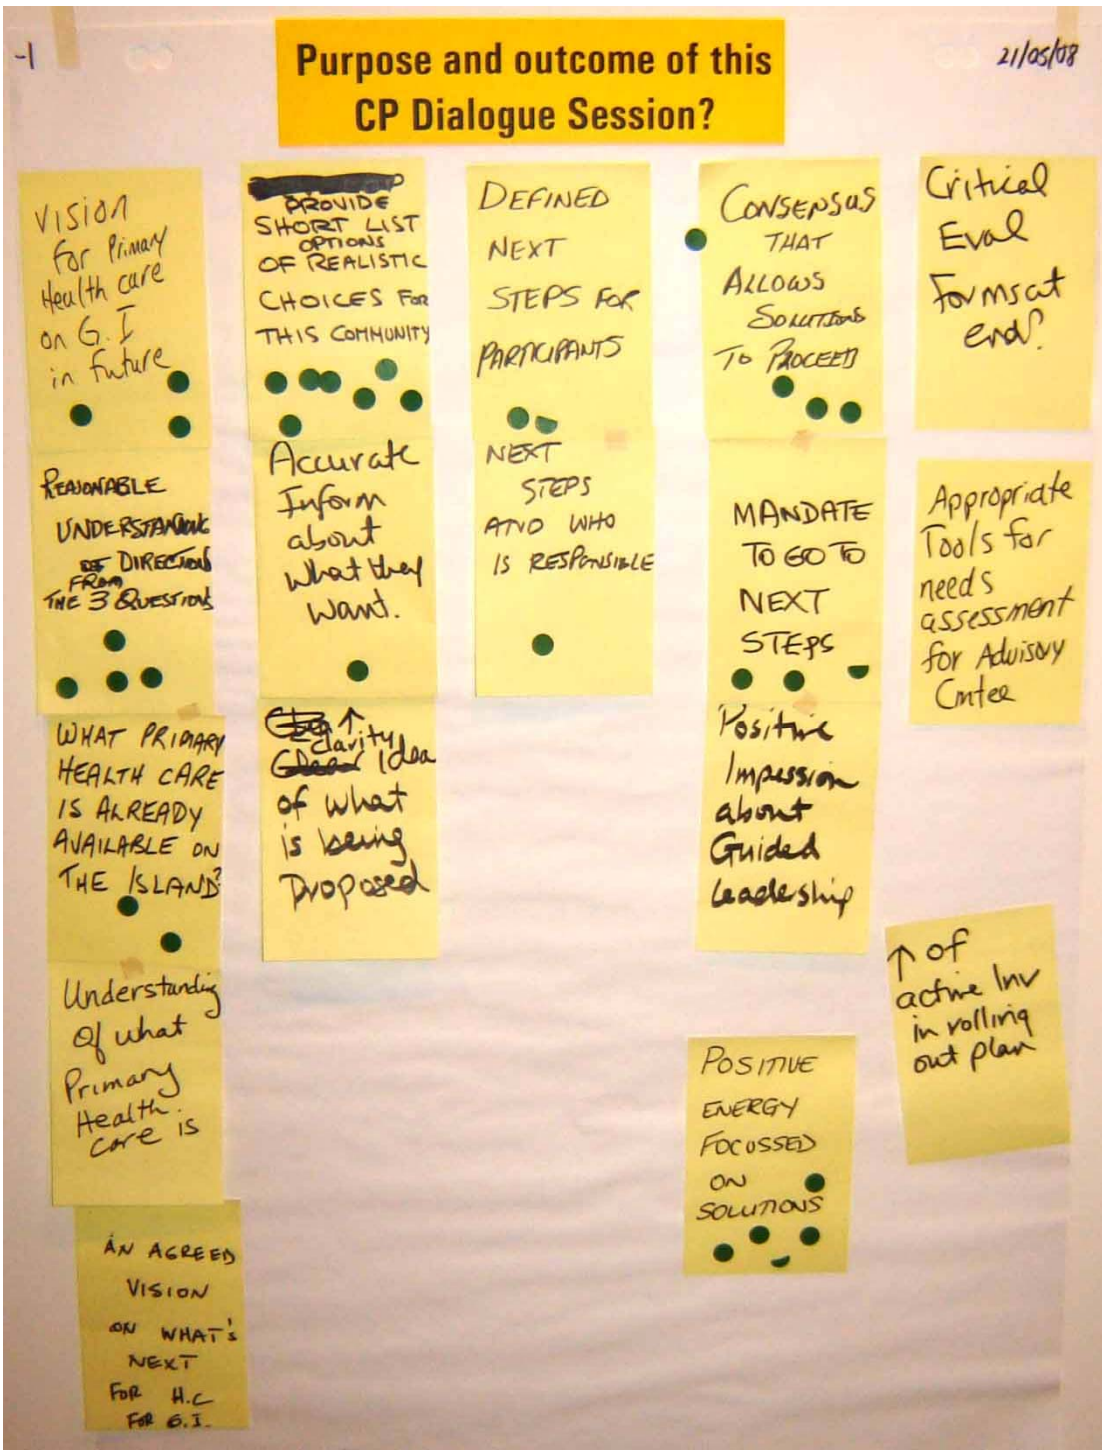 -1
Purpose and outcome of this
CP Dialogue Session?
21/05/08
Vision
for Primary
Health care
on G.I
in future
REASONABLE
UNDERSTANDING
OF DIRECTION
FROM
THE 3 QUESTIONS
WHAT PRIMARY
HEALTH CARE
IS ALREADY
AVAILABLE ON
THE ISLAND?
Understanding
Of what
Primary
Health
care is
AN AGREED
VISION
ON WHAT'S
NEXT
FOR H.C
FOR G.I.
PROVIDE
SHORT LIST
OPTIONS
OF REALISTIC
CHOICES FOR
THIS COMMUNITY
Accurate
Inform
about
what they
want.
↑
clarity
Idea
of what
is being
Proposed
DEFINED
NEXT
STEPS FOR
PARTICIPANTS
NEXT
STEPS
AND WHO
IS RESPONSIBLE
CONSENSUS
THAT
ALLOWS
SOLUTIONS
TO PROCEED
MANDATE
TO GO TO
NEXT
STEPS
Positive
Impession
about
Guided
leadership
POSITIVE
ENERGY
FOCUSSED
ON
SOLUTIONS
Critical
Eval
Forms at
end?
Appropriate
Tools for
needs
assessment
for Advisory
Cmtee
↑ of
active Inv
in rolling
out plan